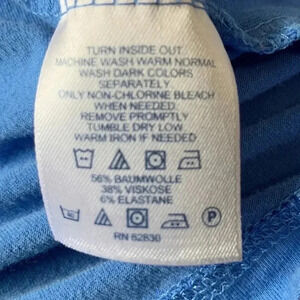 TURN INSIDE OUT
MACHINE WASH WARM NORMAL
WASH DARK COLORS
SEPARATELY
ONLY NON-CHLORINE BLEACH
WHEN NEEDED
REMOVE PROMPTLY
TUMBLE DRY LOW
WARM IRON IF NEEDED
56% BAUMWOLLE
38% VISKOSE
6% ELASTANE
P
RN 62830